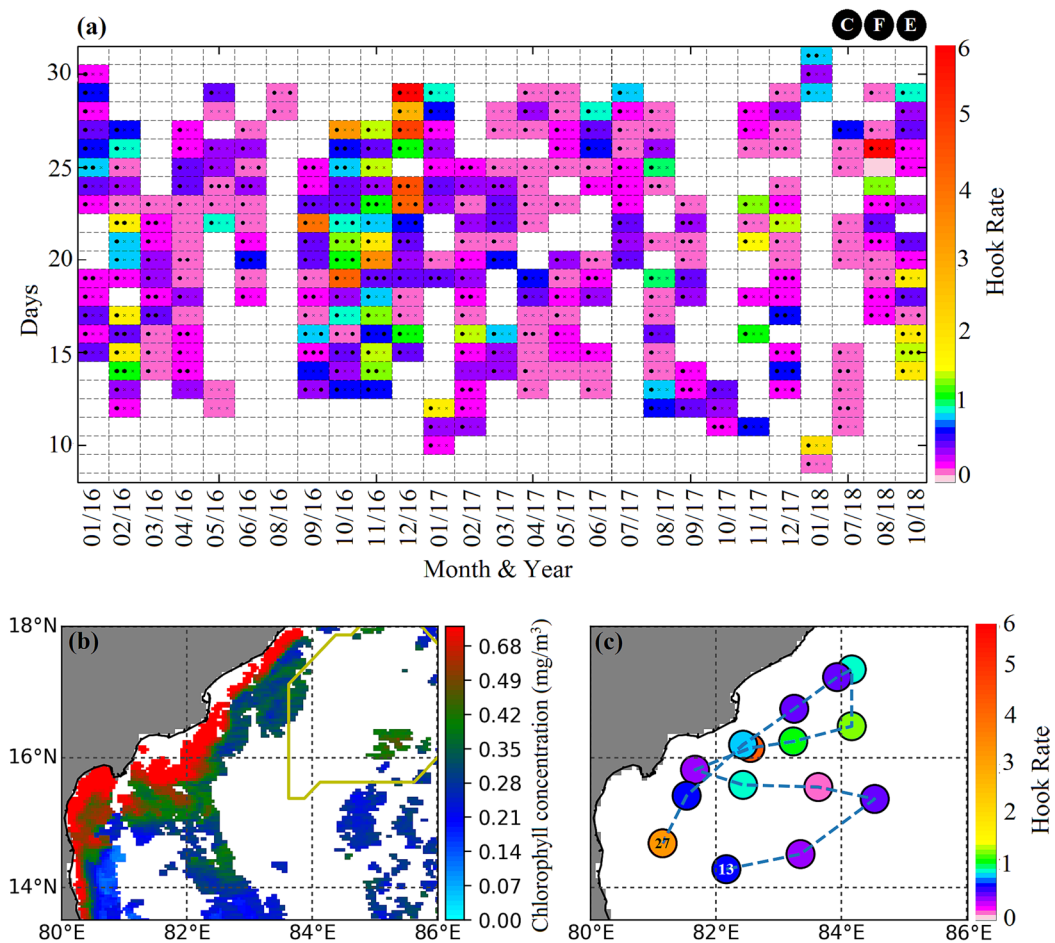 (a)
C F E
30
25
20
15
10
Days
01/16 02/16 03/16 04/16 05/16 06/16 08/16 09/16 10/16 11/16 12/16 01/17 02/17 03/17 04/17 05/17 06/17 07/17 08/17 09/17 10/17 11/17 12/17 01/18 07/18 08/18 10/18
Month & Year
6
5
4
3
2
1
0
Hook Rate
(b)
18°N
16°N
14°N
80°E 82°E 84°E 86°E
0.68
0.49
0.42
0.35
0.28
0.21
0.14
0.07
0.00
Chlorophyll concentration (mg/m³)
(c)
27
13
80°E 82°E 84°E 86°E
6
5
4
3
2
1
0
Hook Rate